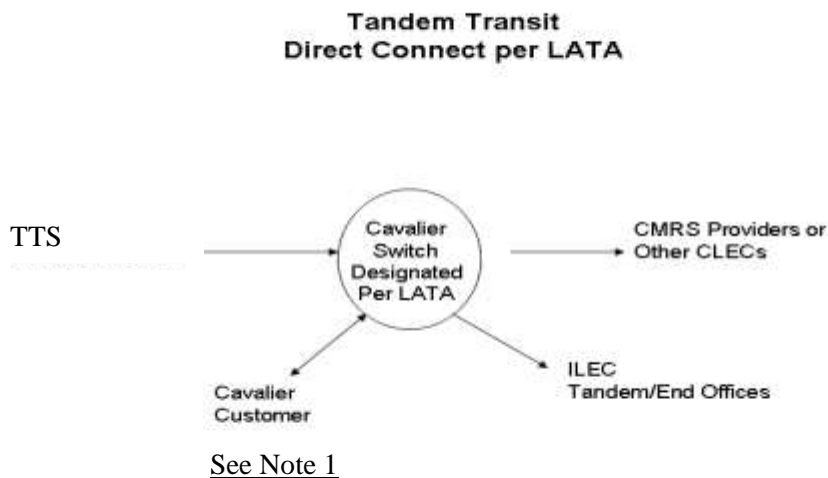 Tandem Transit
Direct Connect per LATA
TTS
Cavalier
Switch
Designated
Per LATA
CMRS Providers or
Other CLECs
Cavalier
Customer
ILEC
Tandem/End Offices
See Note 1